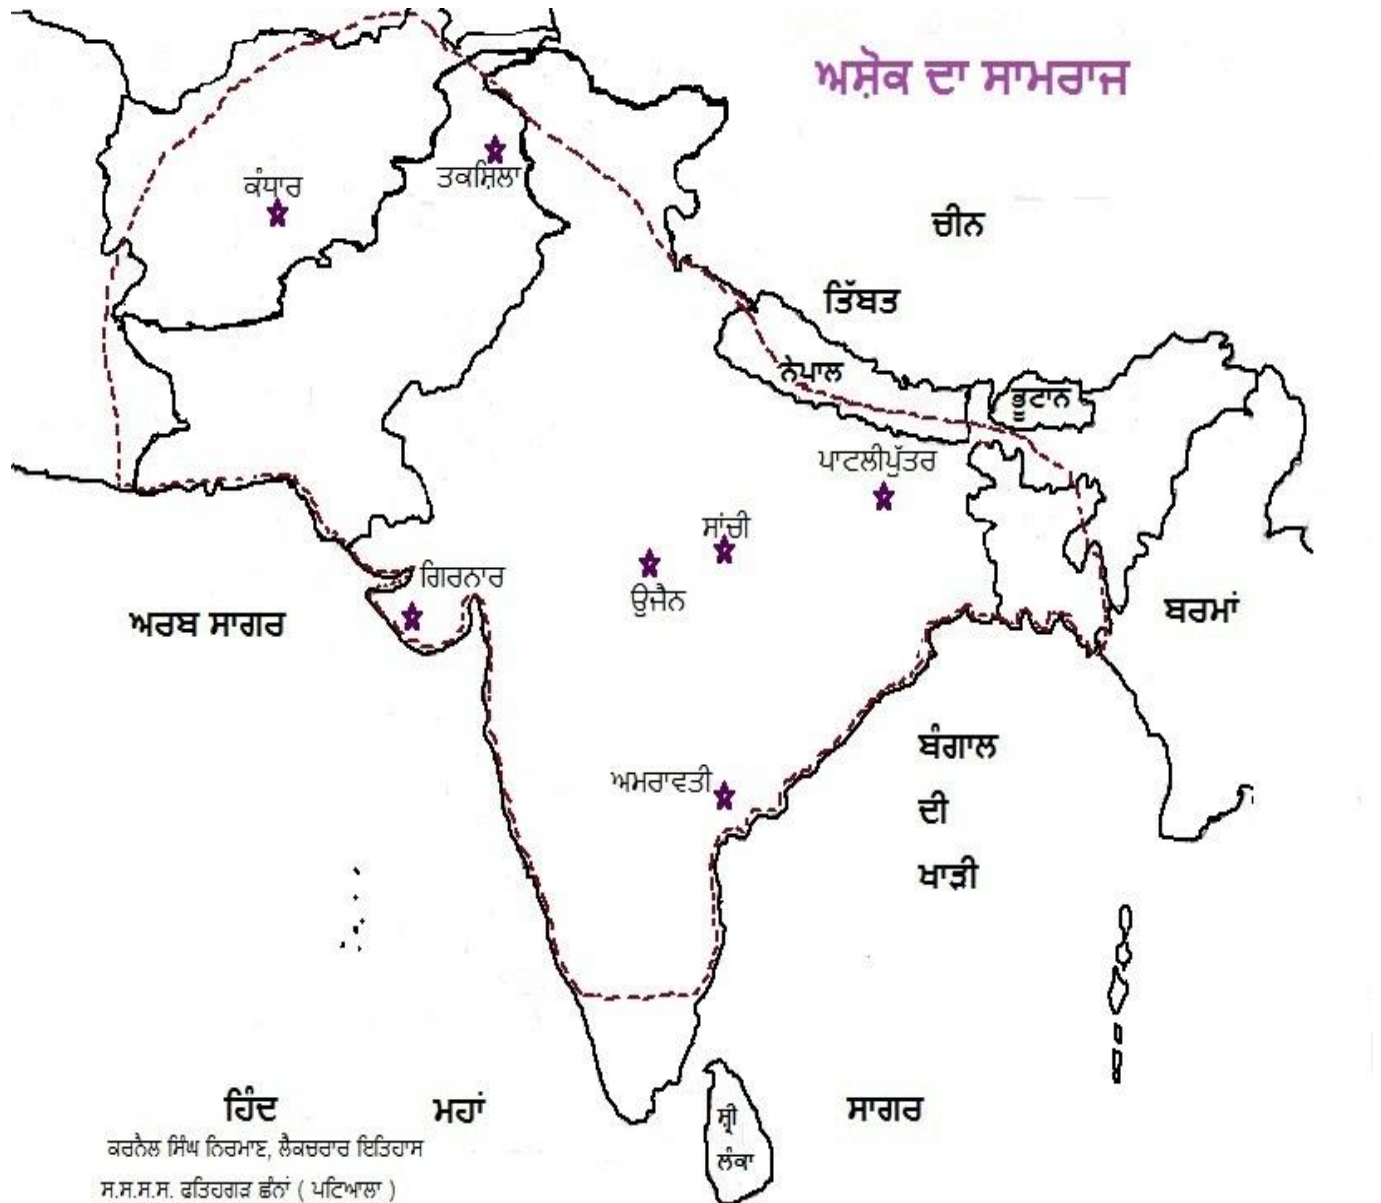 ਅਸ਼ੋਕ ਦਾ ਸਾਮਰਾਜ
ਤਕਸ਼ਿਲਾ
ਕੰਧਾਰ
ਚੀਨ
ਤਿੱਬਤ
ਨੇਪਾਲ
ਭੂਟਾਨ
ਪਾਟਲੀਪੁੱਤਰ
ਸਾਂਚੀ
ਗਿਰਨਾਰ
ਉਜੈਨ
ਅਰਬ ਸਾਗਰ
ਬਰਮਾਂ
ਬੰਗਾਲ
ਦੀ
ਖਾੜੀ
ਅਮਰਾਵਤੀ
ਹਿੰਦ ਮਹਾਂ ਸਾਗਰ
ਸ਼੍ਰੀ
ਲੰਕਾ
ਕਰਨੈਲ ਸਿੰਘ ਨਿਰਮਾਣ, ਲੈਕਚਰਾਰ ਇਤਿਹਾਸ
ਸ.ਸ.ਸ.ਸ. ਫਤਿਹਗੜ ਛੰਨਾਂ ( ਪਟਿਆਲਾ )